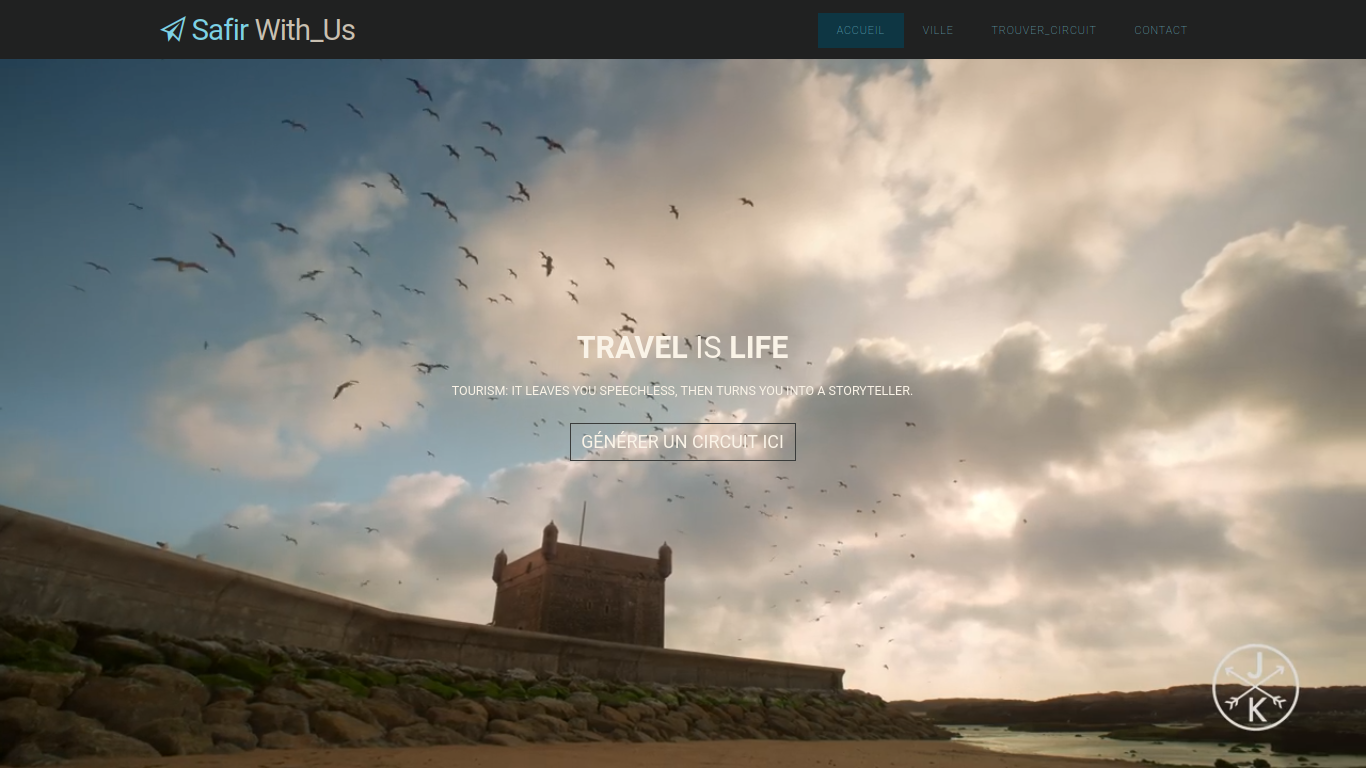 Safir With_Us
ACCUEIL
VILLE
TROUVER_CIRCUIT
CONTACT
TRAVEL IS LIFE
TOURISM: IT LEAVES YOU SPEECHLESS, THEN TURNS YOU INTO A STORYTELLER.
GÉNÉRER UN CIRCUIT ICI
J
K